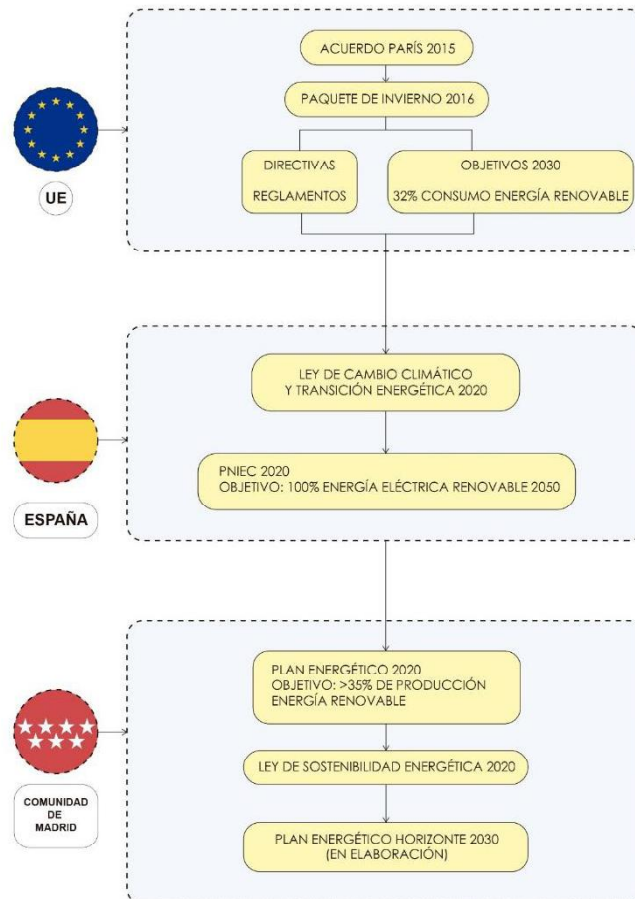 ACUERDO PARÍS 2015
PAQUETE DE INVIERNO 2016
DIRECTIVAS
REGLAMENTOS
OBJETIVOS 2030
32% CONSUMO ENERGÍA RENOVABLE
UE
LEY DE CAMBIO CLIMÁTICO
Y TRANSICIÓN ENERGÉTICA 2020
PNIEC 2020
OBJETIVO: 100% ENERGÍA ELÉCTRICA RENOVABLE 2050
ESPAÑA
PLAN ENERGÉTICO 2020
OBJETIVO: >35% DE PRODUCCIÓN
ENERGÍA RENOVABLE
LEY DE SOSTENIBILIDAD ENERGÉTICA 2020
COMUNIDAD
DE
MADRID
PLAN ENERGÉTICO HORIZONTE 2030
(EN ELABORACIÓN)